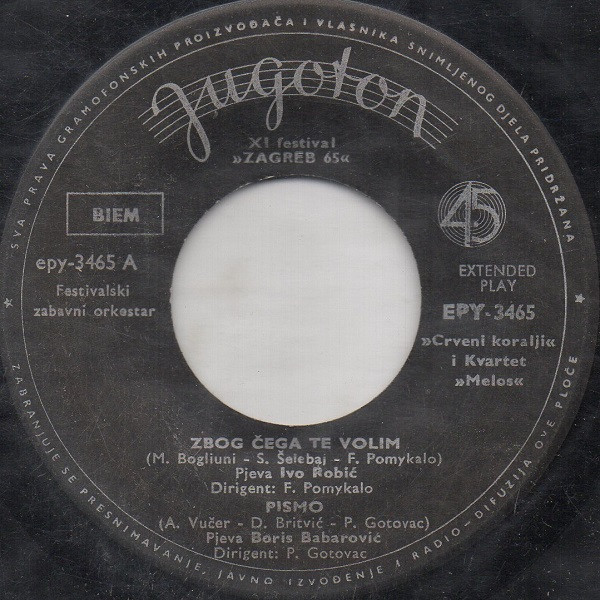 SVA PRAVA GRAMOFONSKIH PROIZVOĐAČA I VLASNIKA SNIMLJENOG DJELA PRIDRŽANA
Jugoton
XI festival
»ZAGREB 65«
BIEM
45
epy-3465 A
EXTENDED
PLAY
EPY-3465
Festivalski
zabavni orkestar
»Crveni koralji«
i Kvartet
»Melos«
ZBOG ČEGA TE VOLIM
(M. Bogliuni - S. Šelebaj - F. Pomykalo)
Pjeva Ivo Robić
Dirigent: F. Pomykalo
PISMO
(A. Vučer - D. Britvić - P. Gotovac)
Pjeva Boris Babarović
Dirigent: P. Gotovac
ZABRANJUJE SE PRESNIMAVANJE, JAVNO IZVOĐENJE I RADIO-DIFUZIJA OVE PLOČE